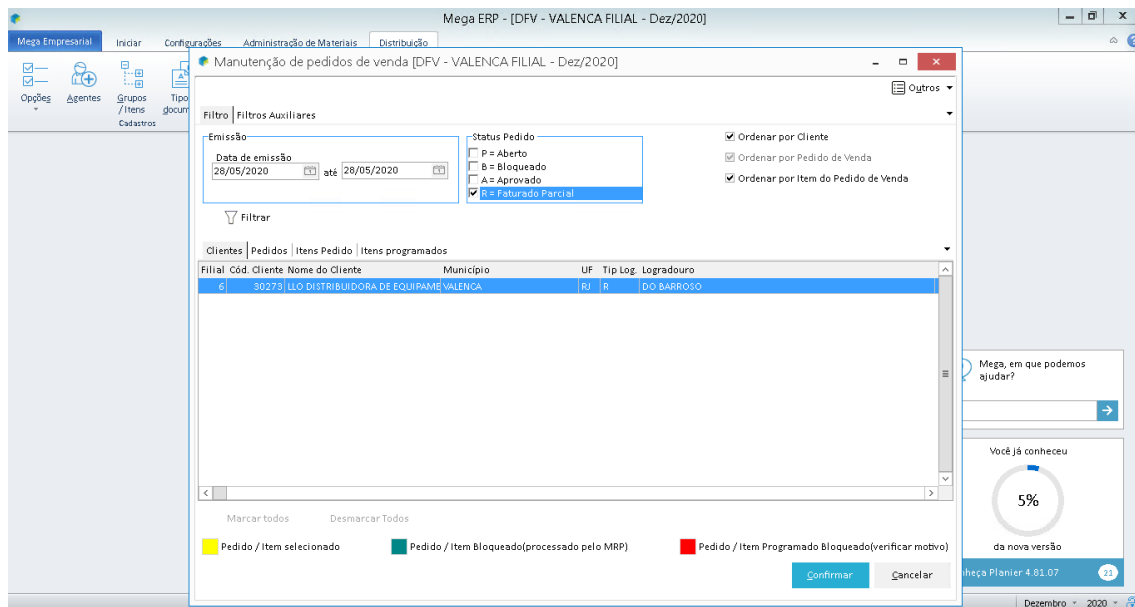 Mega ERP - [DFV - VALENCA FILIAL - Dez/2020]
Mega Empresarial Iniciar Configurações Administração de Materiais Distribuição
Opções Agentes Grupos / Itens Tipo docum
Cadastros
Manutenção de pedidos de venda [DFV - VALENCA FILIAL - Dez/2020]
Outros
Filtro Filtros Auxiliares
Emissão
Data de emissão
28/05/2020 até 28/05/2020
Status Pedido
P = Aberto
B = Bloqueado
A = Aprovado
R = Faturado Parcial
Ordenar por Cliente
Ordenar por Pedido de Venda
Ordenar por Item do Pedido de Venda
Filtrar
Clientes Pedidos Itens Pedido Itens programados
Filial Cód. Cliente Nome do Cliente Município UF Tip Log. Logradouro
6 30273 LLO DISTRIBUIDORA DE EQUIPAME VALENCA RJ R DO BARROSO
Marcar todos Desmarcar Todos
Pedido / Item selecionado Pedido / Item Bloqueado(processado pelo MRP) Pedido / Item Programado Bloqueado(verificar motivo)
Confirmar Cancelar
Mega, em que podemos
ajudar?
Você já conheceu
5%
da nova versão
nheça Planier 4.81.07 21
Dezembro 2020